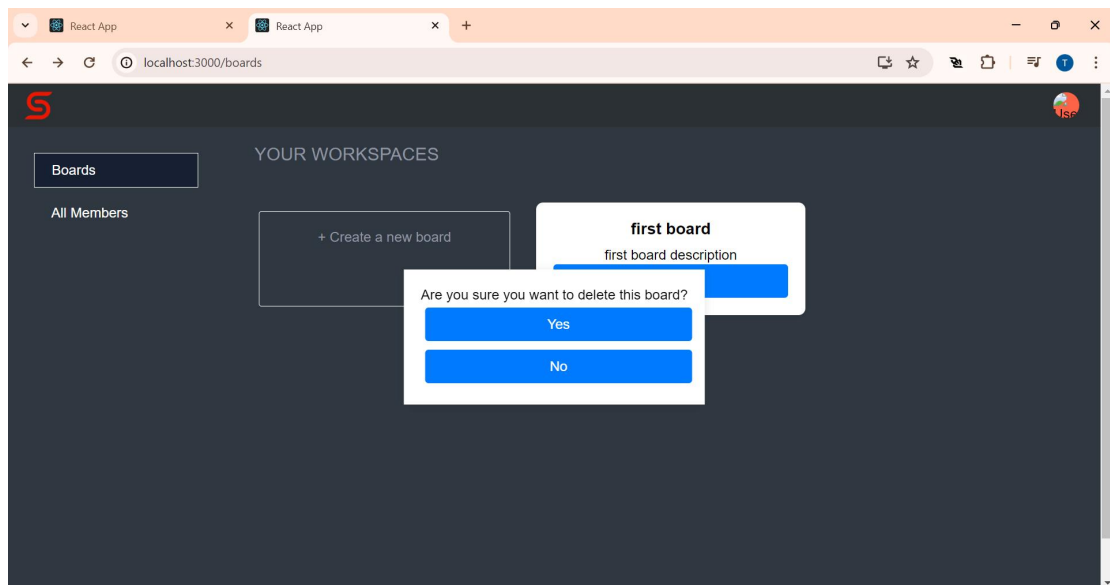 React App
React App
localhost:3000/boards
T
S
Use
Boards
YOUR WORKSPACES
All Members
+ Create a new board
first board
first board description
Are you sure you want to delete this board?
Yes
No